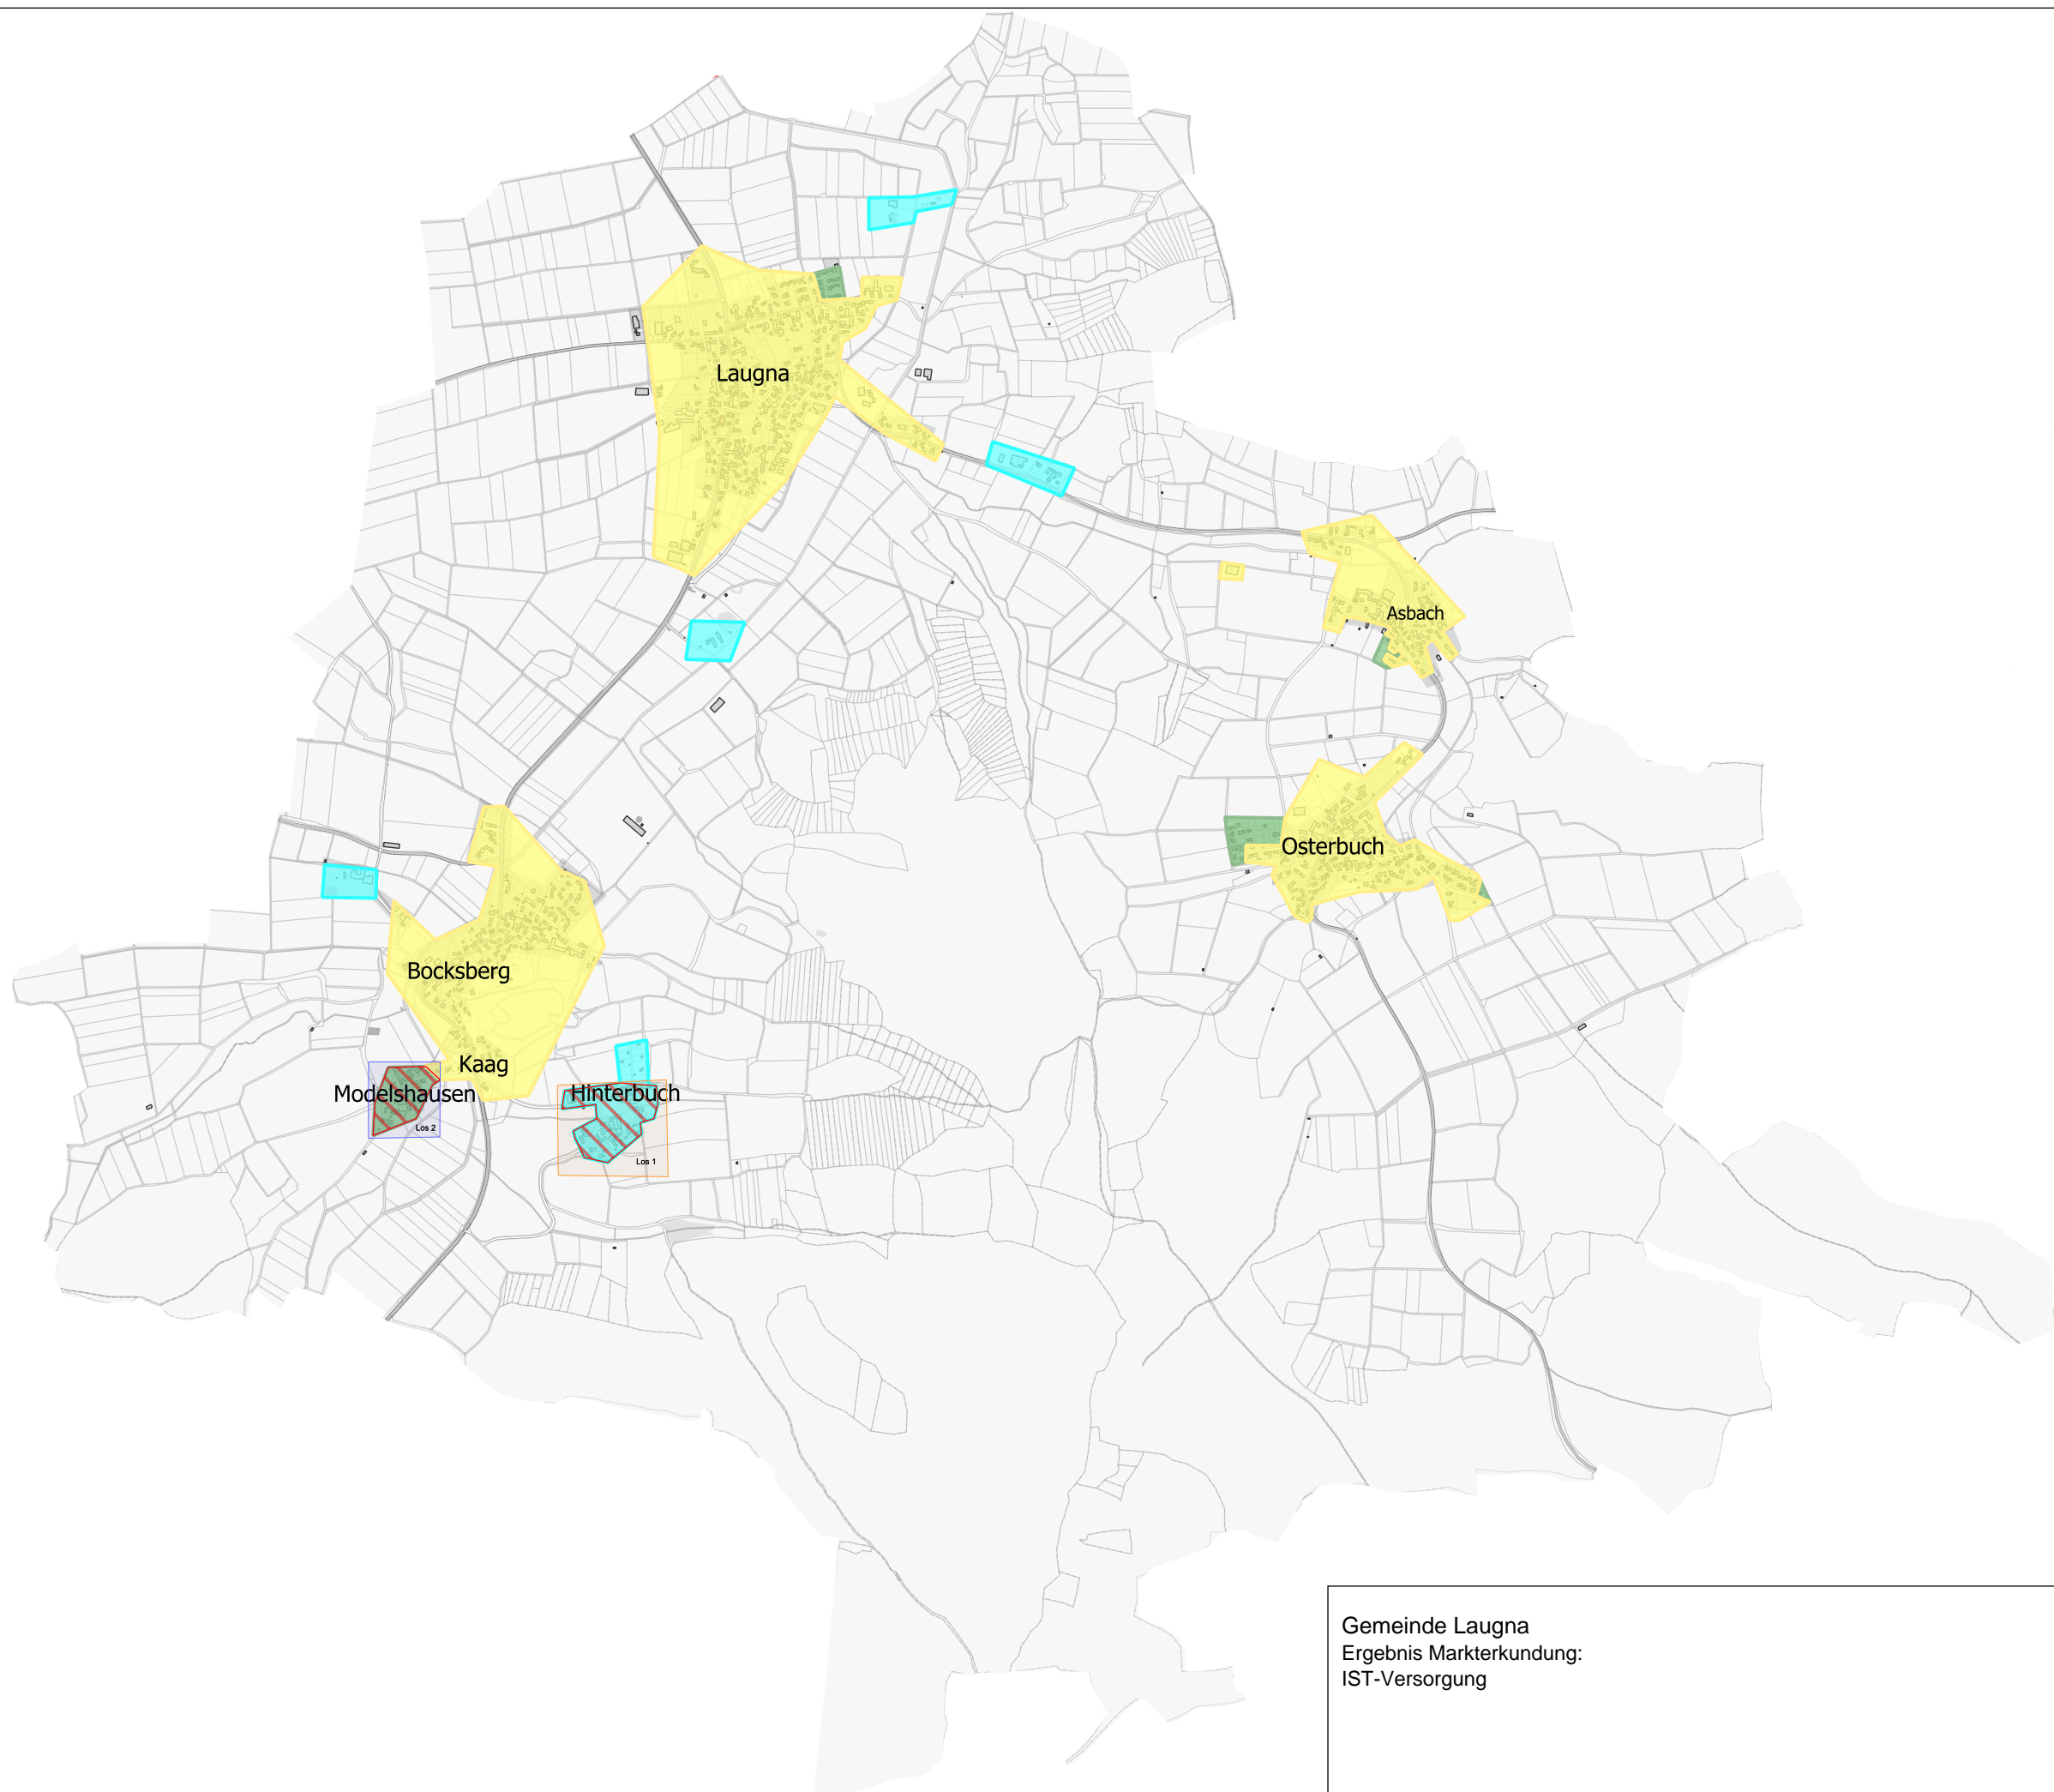 Laugna
Asbach
Osterbuch
Bocksberg
Kaag
Modelshausen
Hinterbuch
Los 2
Los 1
Gemeinde Laugna
Ergebnis Markterkundung:
IST-Versorgung